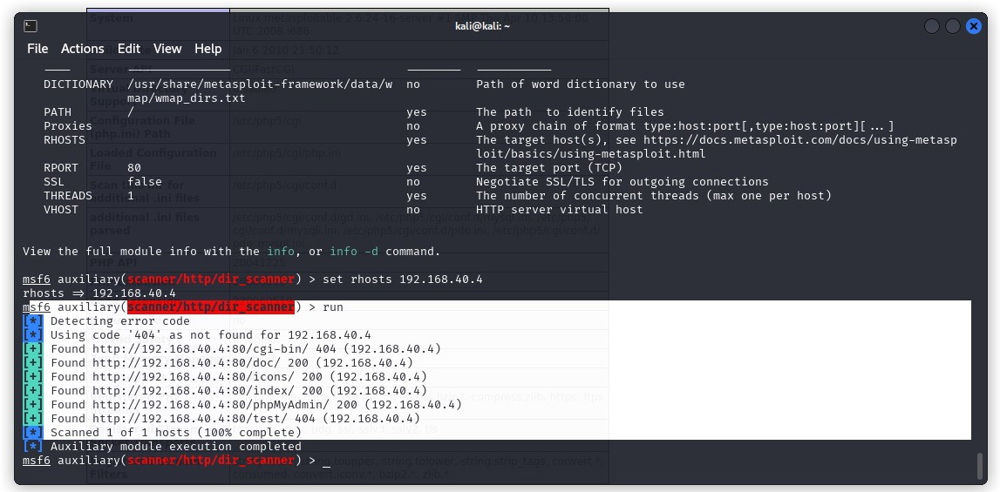 kali@kali: ~
File Actions Edit View Help
DICTIONARY /usr/share/metasploit-framework/data/w no Path of word dictionary to use
map/wmap_dirs.txt
PATH / yes The path to identify files
Proxies no A proxy chain of format type:host:port[,type:host:port][...]
RHOSTS yes The target host(s), see https://docs.metasploit.com/docs/using-metasp
loit/basics/using-metasploit.html
RPORT 80 yes The target port (TCP)
SSL false no Negotiate SSL/TLS for outgoing connections
THREADS 1 yes The number of concurrent threads (max one per host)
VHOST no HTTP server virtual host
View the full module info with the info, or info -d command.
msf6 auxiliary(scanner/http/dir_scanner) > set rhosts 192.168.40.4
rhosts => 192.168.40.4
msf6 auxiliary(scanner/http/dir_scanner) > run
[*] Detecting error code
[*] Using code '404' as not found for 192.168.40.4
[+] Found http://192.168.40.4:80/cgi-bin/ 404 (192.168.40.4)
[+] Found http://192.168.40.4:80/doc/ 200 (192.168.40.4)
[+] Found http://192.168.40.4:80/icons/ 200 (192.168.40.4)
[+] Found http://192.168.40.4:80/index/ 200 (192.168.40.4)
[+] Found http://192.168.40.4:80/phpMyAdmin/ 200 (192.168.40.4)
[+] Found http://192.168.40.4:80/test/ 404 (192.168.40.4)
[*] Scanned 1 of 1 hosts (100% complete)
[*] Auxiliary module execution completed
msf6 auxiliary(scanner/http/dir_scanner) > _